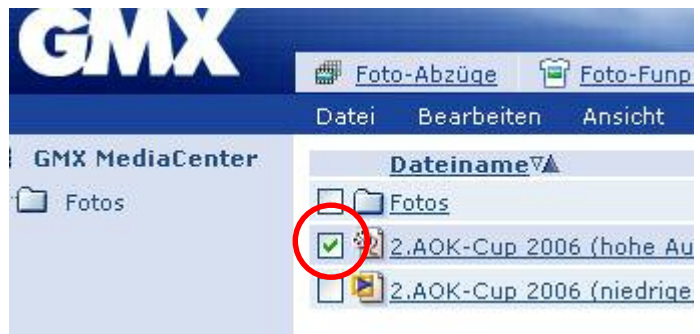 GMX
Foto-Abzüge Foto-Funp
Datei Bearbeiten Ansicht
GMX MediaCenter
Fotos
Dateiname
Fotos
2.AOK-Cup 2006 (hohe Au
2.AOK-Cup 2006 (niedrige